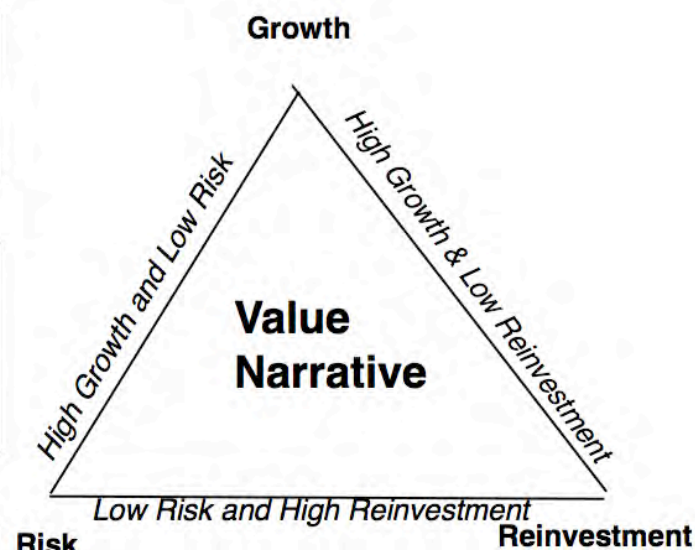 Growth
High Growth and Low Risk
High Growth & Low Reinvestment
Value
Narrative
Low Risk and High Reinvestment
Risk
Reinvestment